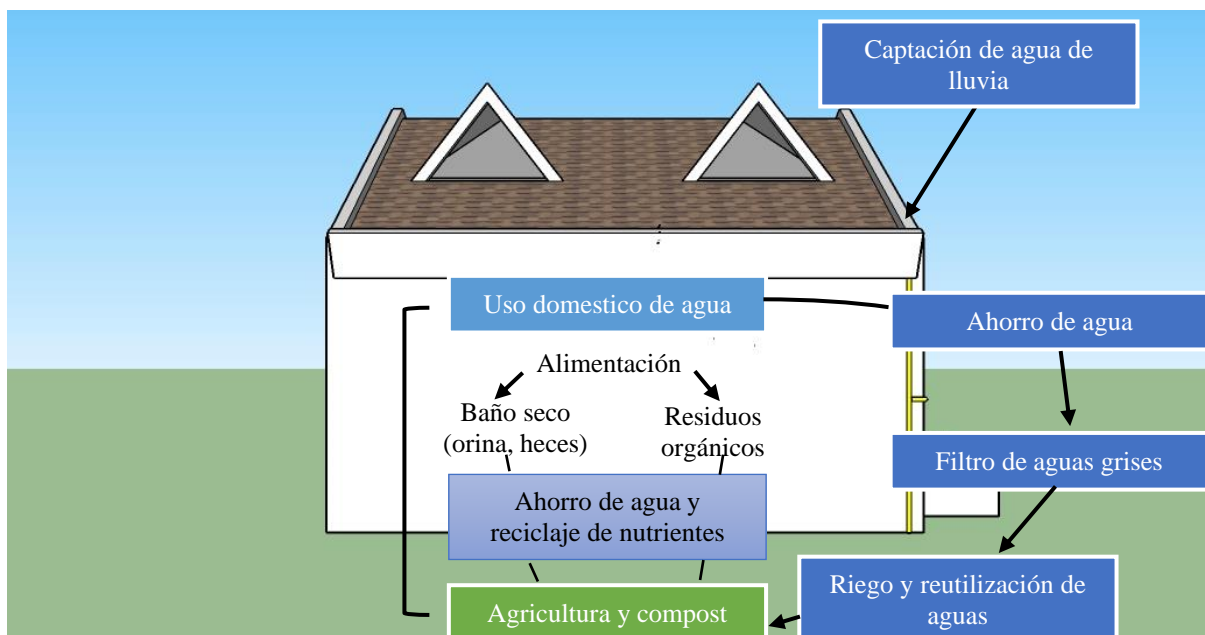 Captación de agua de
lluvia
Uso domestico de agua
Ahorro de agua
Alimentación
Baño seco
(orina, heces)
Residuos
orgánicos
Filtro de aguas grises
Ahorro de agua y
reciclaje de nutrientes
Riego y reutilización de
aguas
Agricultura y compost